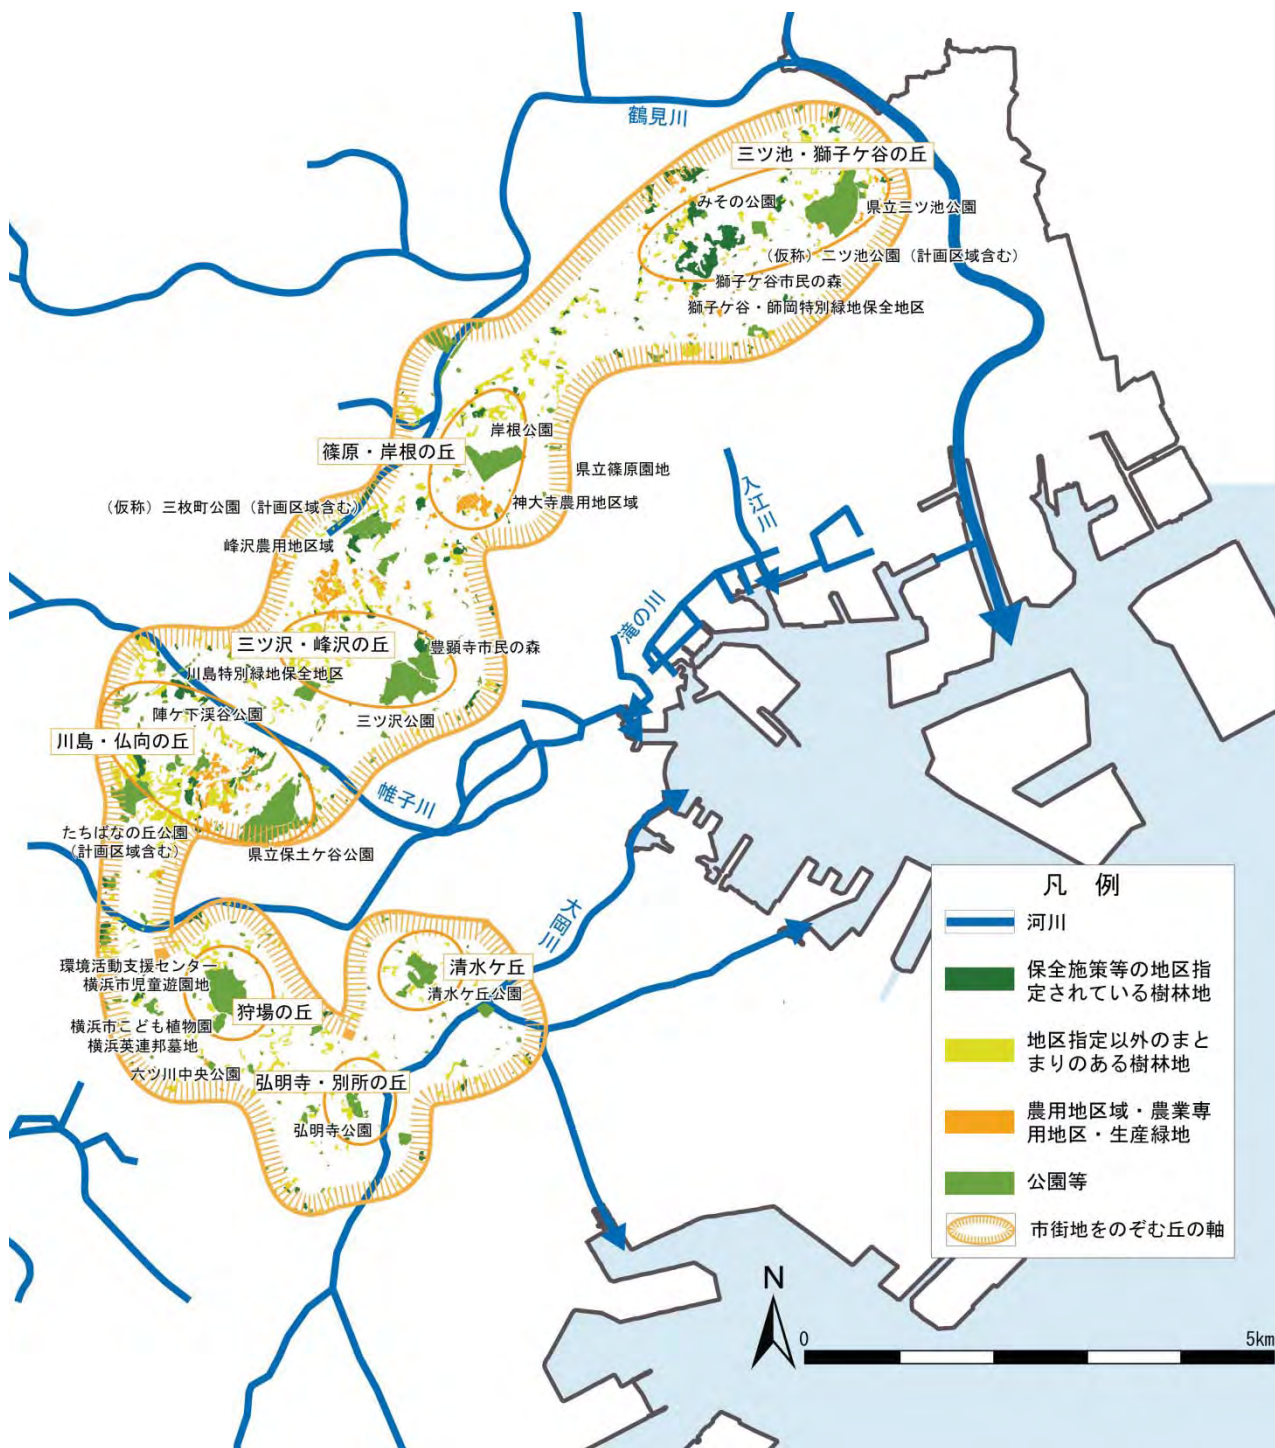 鶴見川
三ツ池・獅子ケ谷の丘
みその公園
県立三ツ池公園
（仮称）二ツ池公園（計画区域含む）
獅子ケ谷市民の森
獅子ケ谷・師岡特別緑地保全地区
岸根公園
篠原・岸根の丘
県立篠原園地
神大寺農用地区域
（仮称）三枚町公園（計画区域含む）
峰沢農用地区域
入江川
滝の川
三ツ沢・峰沢の丘
豊顕寺市民の森
川島特別緑地保全地区
陣ケ下渓谷公園
三ツ沢公園
川島・仏向の丘
帷子川
たちばなの丘公園
（計画区域含む）
県立保土ケ谷公園
大岡川
環境活動支援センター
横浜市児童遊園地
清水ケ丘
清水ケ丘公園
狩場の丘
横浜市こども植物園
横浜英連邦墓地
六ツ川中央公園
弘明寺・別所の丘
弘明寺公園
凡 例
河川
保全施策等の地区指
定されている樹林地
地区指定以外のまと
まりのある樹林地
農用地区域・農業専
用地区・生産緑地
公園等
市街地をのぞむ丘の軸
N
0
5km